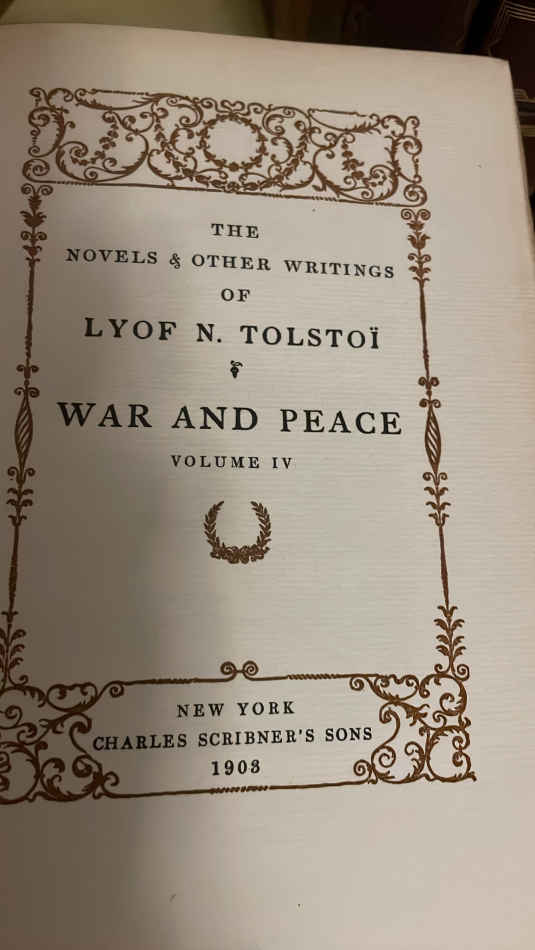 THE
NOVELS & OTHER WRITINGS
OF
LYOF N. TOLSTOÏ
WAR AND PEACE
VOLUME IV
NEW YORK
CHARLES SCRIBNER'S SONS
1903